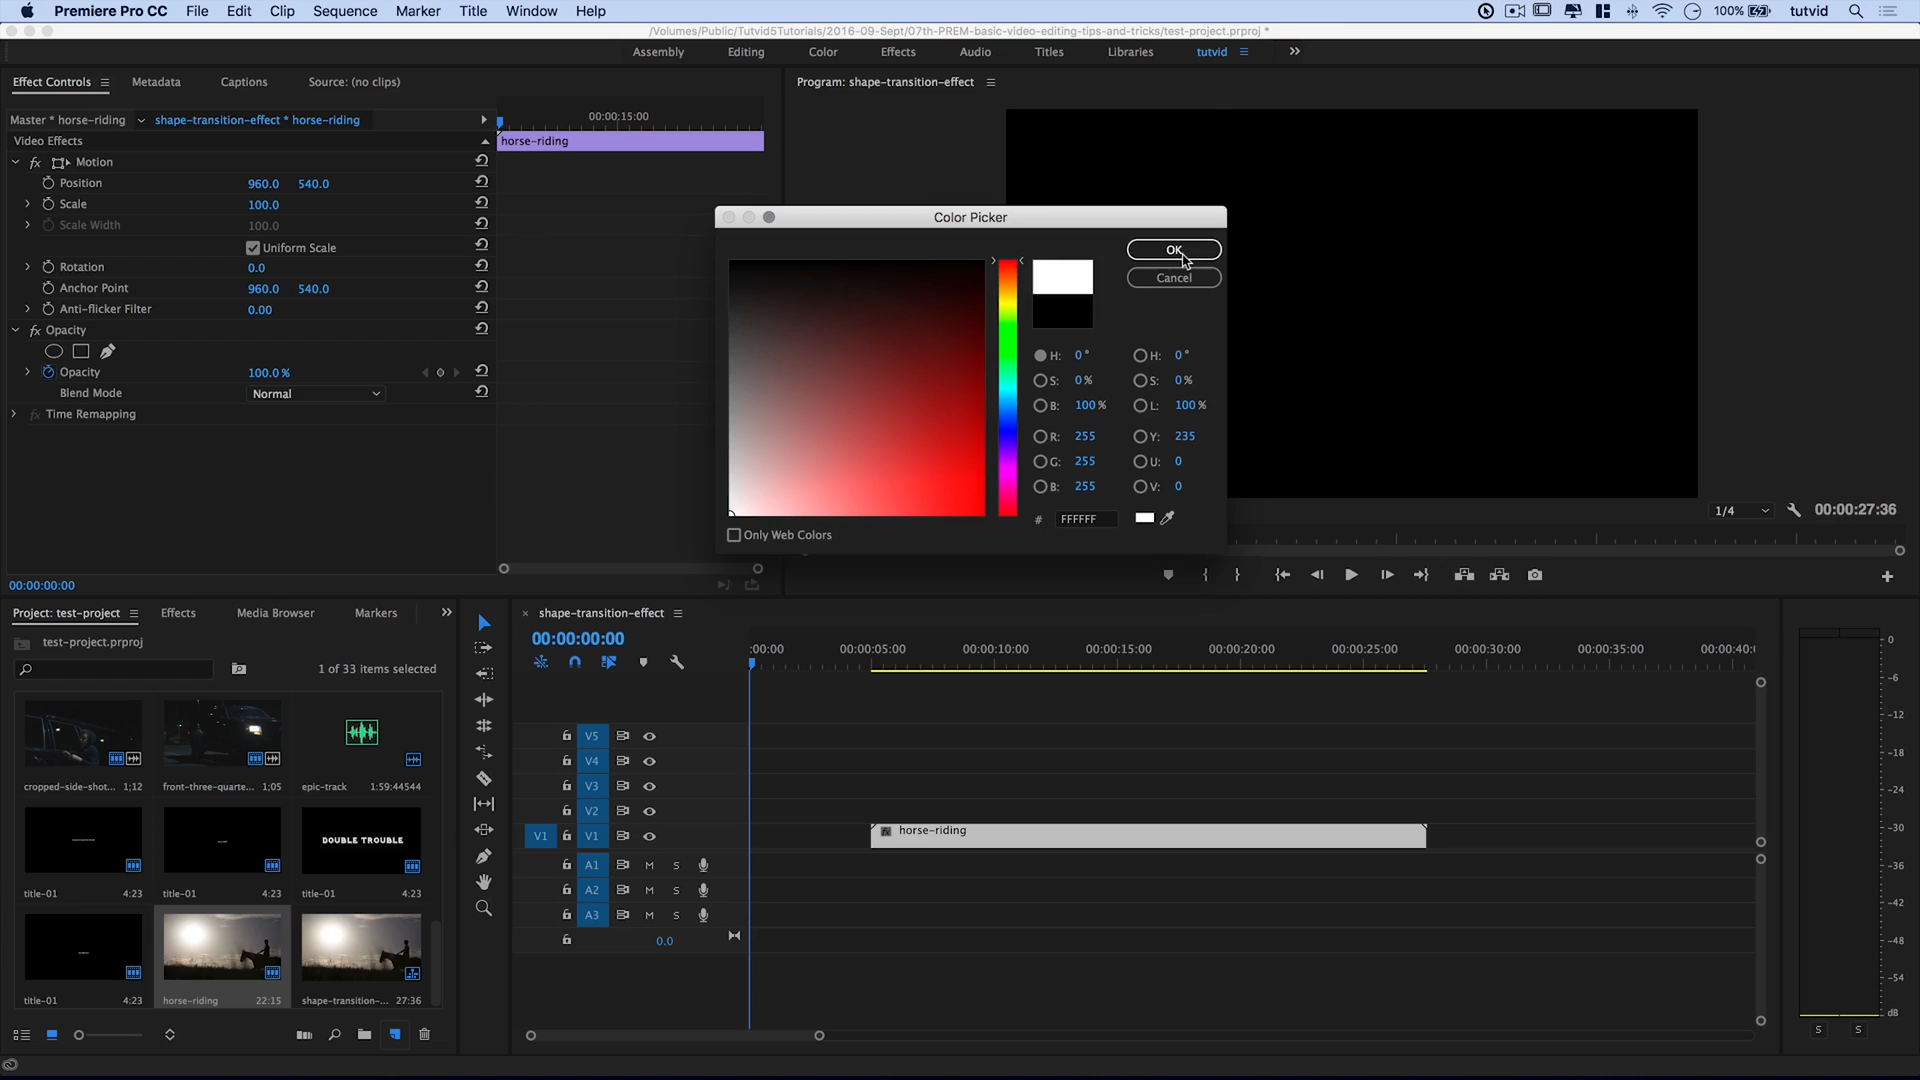 Premiere Pro CC File Edit Clip Sequence Marker Title Window Help 100% tutvid
/Volumes/Public/Tutvid5Tutorials/2016-09-Sept/07th-PREM-basic-video-editing-tips-and-tricks/test-project.prproj *
Assembly Editing Color Effects Audio Titles Libraries tutvid
Effect Controls Metadata Captions Source: (no clips) Program: shape-transition-effect
Master * horse-riding shape-transition-effect * horse-riding 00:00:15:00
Video Effects horse-riding
fx Motion
Position 960.0 540.0
Scale 100.0
Scale Width 100.0
Uniform Scale
Rotation 0.0
Anchor Point 960.0 540.0
Anti-flicker Filter 0.00
fx Opacity
Opacity 100.0 %
Blend Mode Normal
fx Time Remapping
00:00:00:00
Color Picker
OK
Cancel
H: 0 ° H: 0 °
S: 0 % S: 0 %
B: 100 % L: 100 %
R: 255 Y: 235
G: 255 U: 0
B: 255 V: 0
# FFFFFF
Only Web Colors
1/4 00:00:27:36
Project: test-project Effects Media Browser Markers
test-project.prproj
1 of 33 items selected
cropped-side-shot... 1;12 front-three-quarte... 1;05 epic-track 1:59:44544
DOUBLE TROUBLE
title-01 4:23 title-01 4:23 title-01 4:23
title-01 4:23 horse-riding 22:15 shape-transition-... 27:36
shape-transition-effect
00:00:00:00
:00:00 00:00:05:00 00:00:10:00 00:00:15:00 00:00:20:00 00:00:25:00 00:00:30:00 00:00:35:00 00:00:40:
V5
V4
V3
V2
V1 V1 fx horse-riding
A1 M S
A2 M S
A3 M S
0.0
0
-6
-12
-18
-24
-30
-36
-42
-48
-54
dB
S S